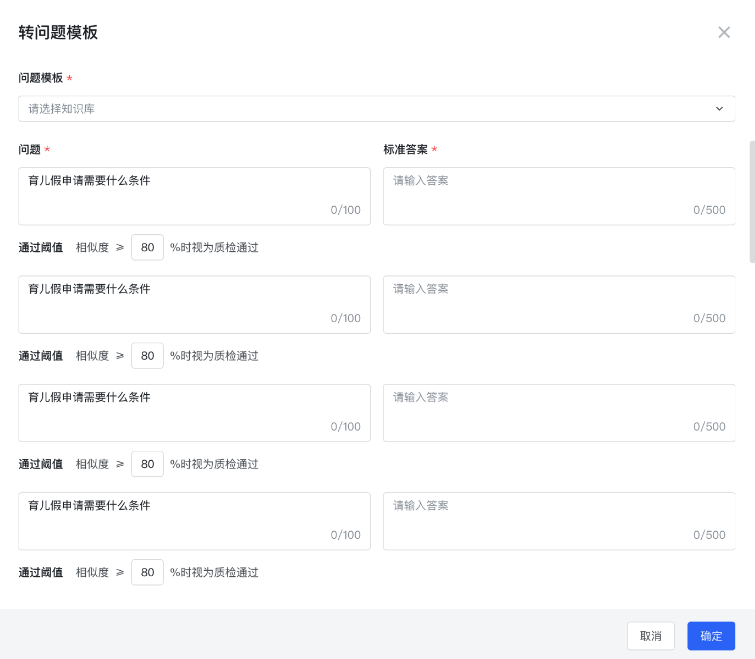 转问题模板
问题模板 *
请选择知识库
问题 * 标准答案 *
育儿假申请需要什么条件 请输入答案
0/100 0/500
通过阈值 相似度 ≥ 80 %时视为质检通过
育儿假申请需要什么条件 请输入答案
0/100 0/500
通过阈值 相似度 ≥ 80 %时视为质检通过
育儿假申请需要什么条件 请输入答案
0/100 0/500
通过阈值 相似度 ≥ 80 %时视为质检通过
育儿假申请需要什么条件 请输入答案
0/100 0/500
通过阈值 相似度 ≥ 80 %时视为质检通过
取消 确定